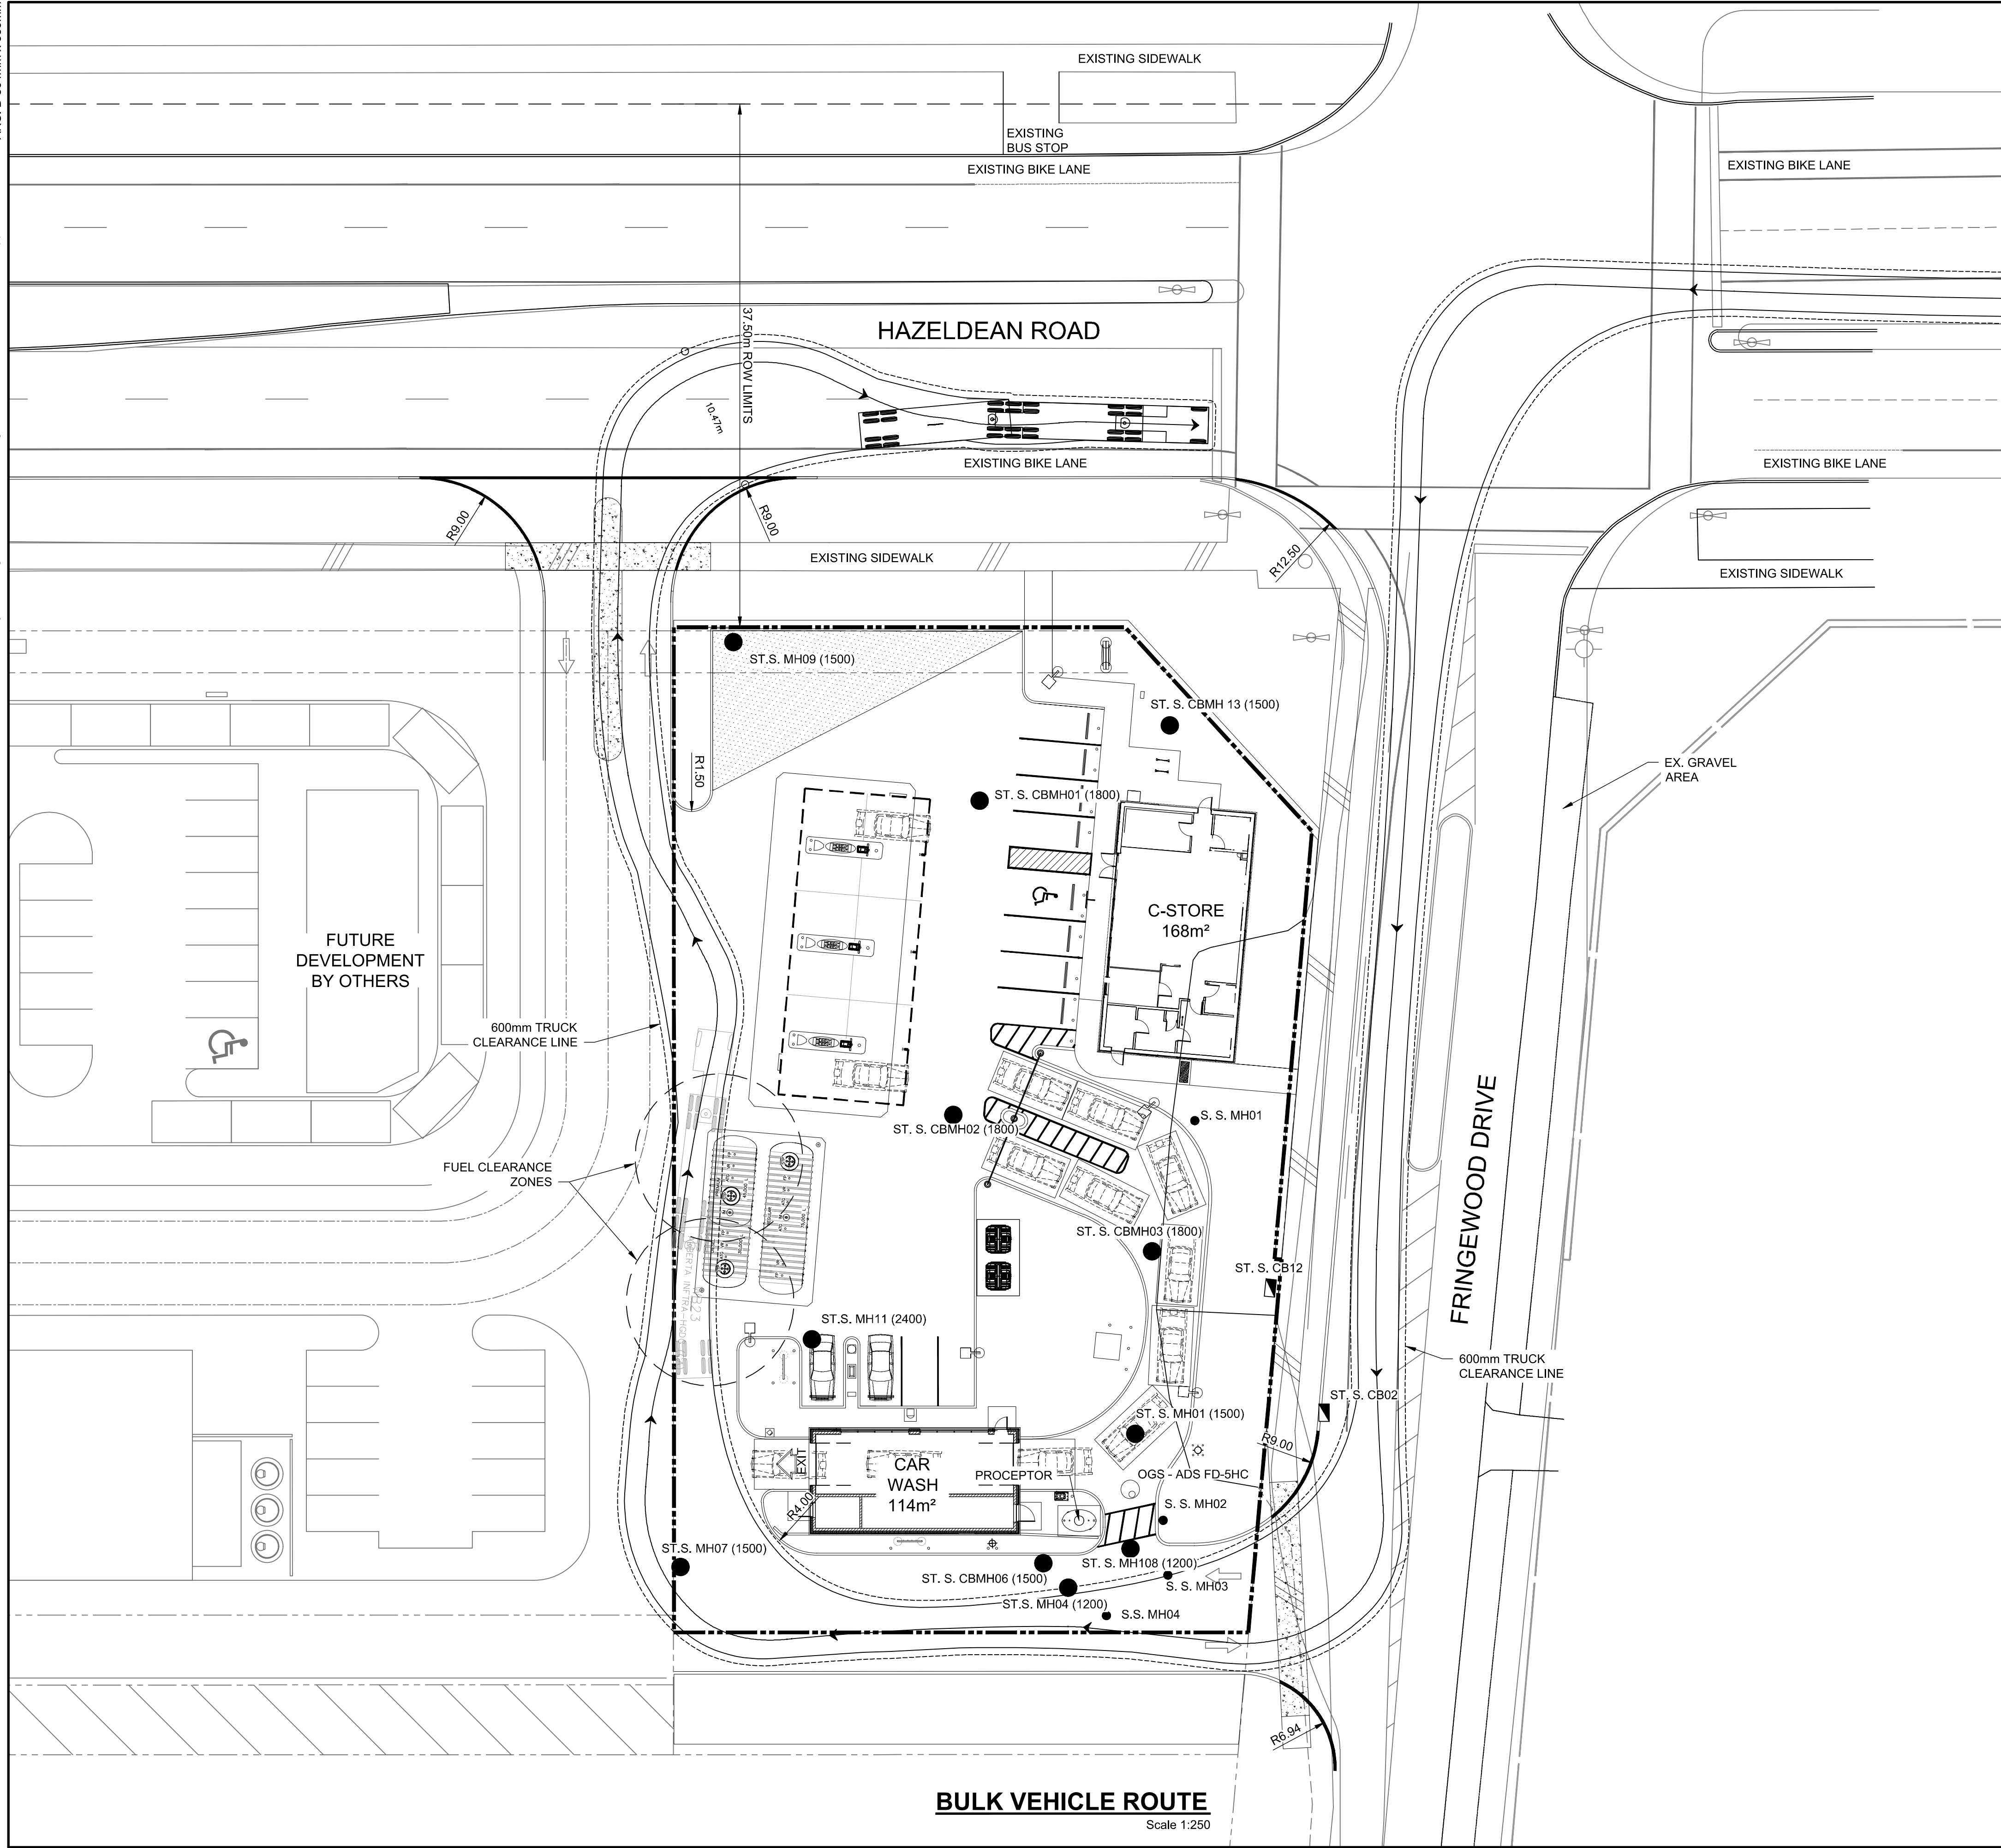 EXISTING SIDEWALK
EXISTING
BUS STOP
EXISTING BIKE LANE
EXISTING BIKE LANE
HAZELDEAN ROAD
37.50m ROW LIMITS
10.47m
EXISTING BIKE LANE
EXISTING BIKE LANE
R9.00
R9.00
R12.50
EXISTING SIDEWALK
EXISTING SIDEWALK
ST.S. MH09 (1500)
ST. S. CBMH 13 (1500)
R1.50
ST. S. CBMH01 (1800)
EX. GRAVEL
AREA
C-STORE
168m²
FUTURE
DEVELOPMENT
BY OTHERS
600mm TRUCK
CLEARANCE LINE
S. S. MH01
ST. S. CBMH02 (1800)
FUEL CLEARANCE
ZONES
FRINGEWOOD DRIVE
ST. S. CBMH03 (1800)
ST. S. CB12
ST.S. MH11 (2400)
600mm TRUCK
CLEARANCE LINE
ST. S. CB02
ST. S. MH01 (1500)
R9.00
EXIT
CAR
WASH
114m²
PROCEPTOR
OGS - ADS FD-5HC
R4.00
S. S. MH02
ST.S. MH07 (1500)
ST. S. MH108 (1200)
ST. S. CBMH06 (1500)
S. S. MH03
ST.S. MH04 (1200)
S.S. MH04
R6.94
BULK VEHICLE ROUTE
Scale 1:250